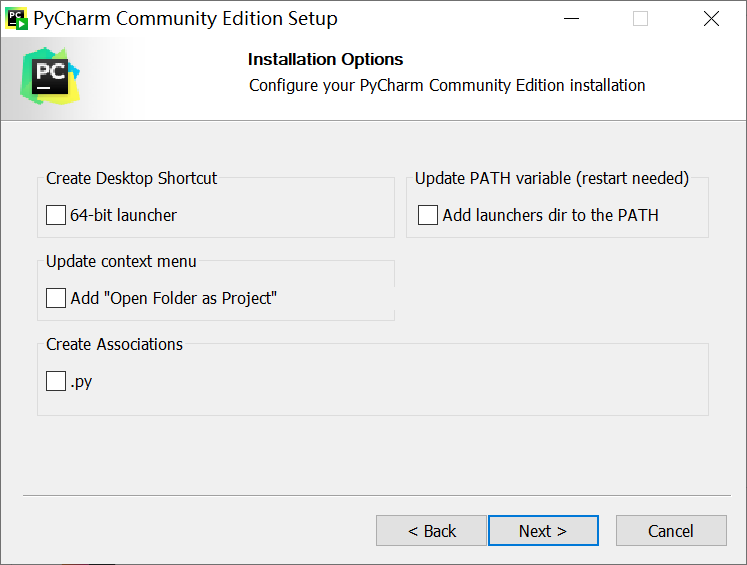 PyCharm Community Edition Setup
PC
Installation Options
Configure your PyCharm Community Edition installation
Create Desktop Shortcut
64-bit launcher
Update PATH variable (restart needed)
Add launchers dir to the PATH
Update context menu
Add "Open Folder as Project"
Create Associations
.py
< Back
Next >
Cancel